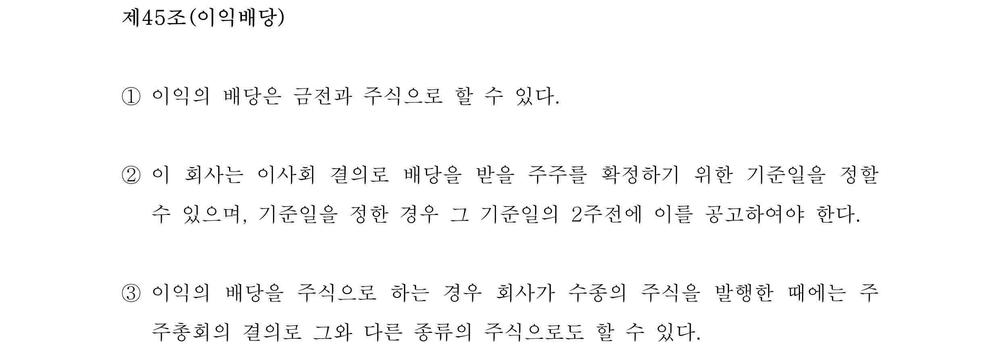 제45조(이익배당)
① 이익의 배당은 금전과 주식으로 할 수 있다.
② 이 회사는 이사회 결의로 배당을 받을 주주를 확정하기 위한 기준일을 정할
수 있으며, 기준일을 정한 경우 그 기준일의 2주전에 이를 공고하여야 한다.
③ 이익의 배당을 주식으로 하는 경우 회사가 수종의 주식을 발행한 때에는 주
주총회의 결의로 그와 다른 종류의 주식으로도 할 수 있다.